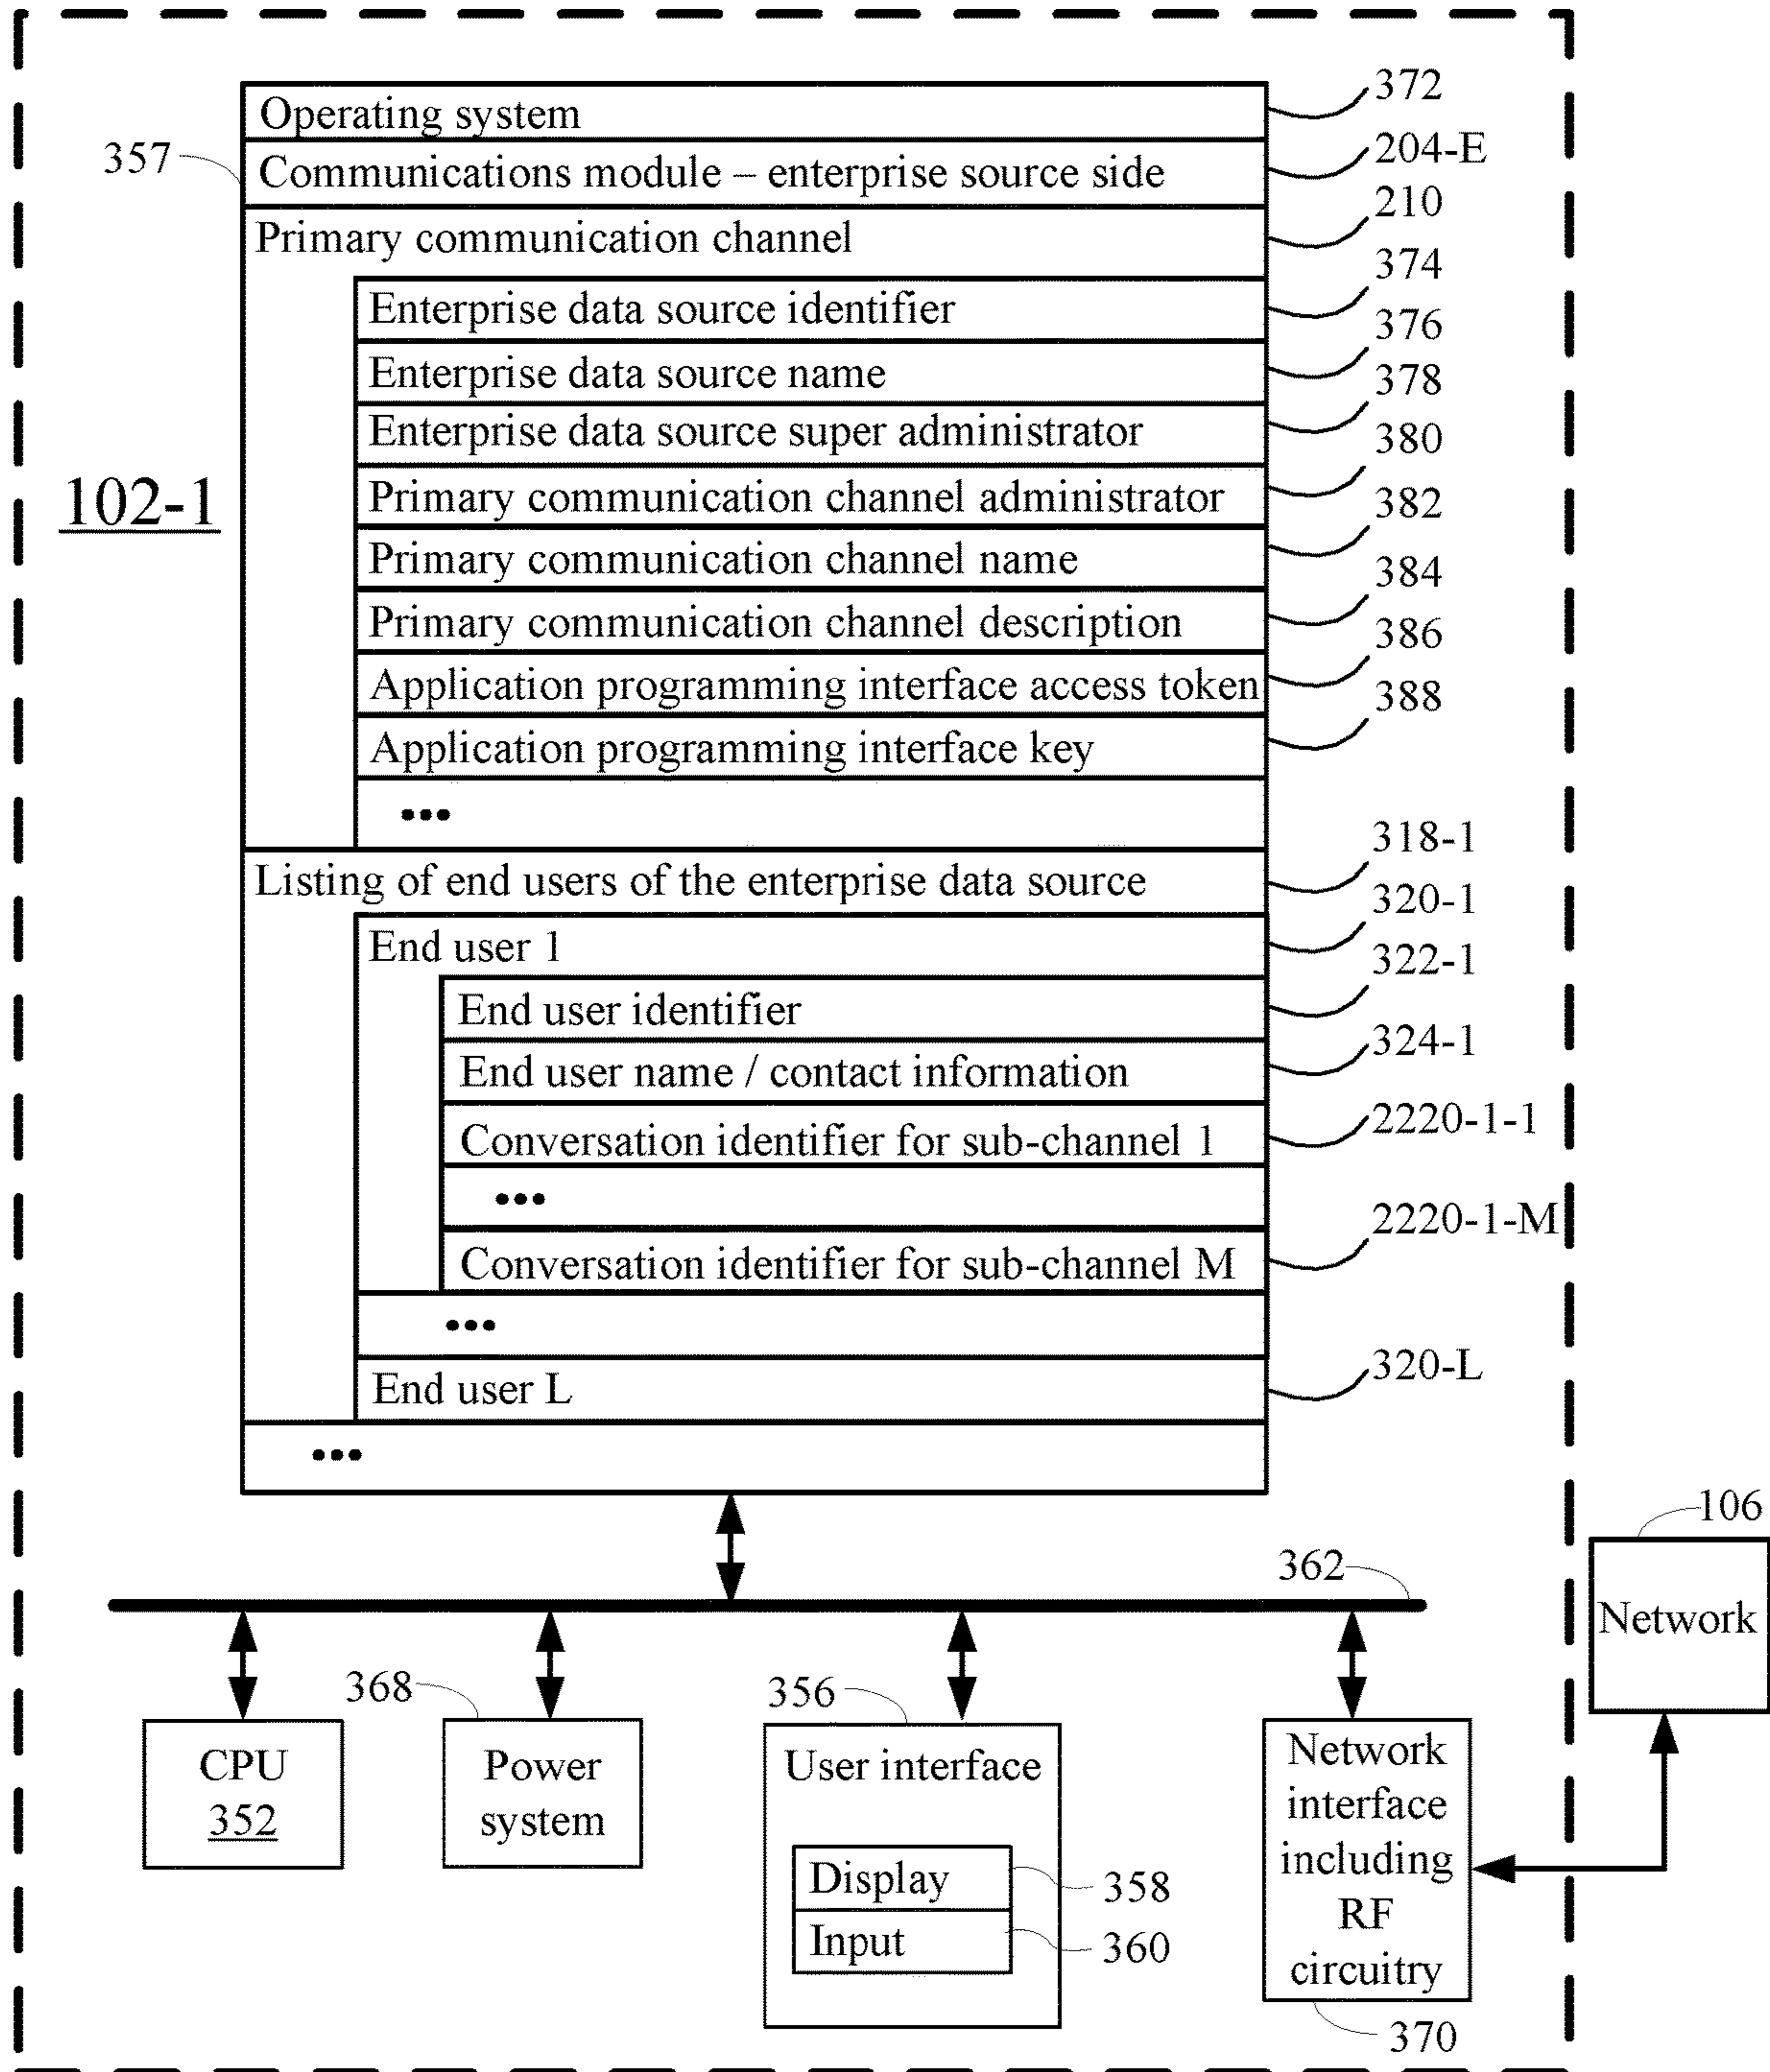 Operating system 372
357
Communications module – enterprise source side 204-E
Primary communication channel 210
Enterprise data source identifier 374
Enterprise data source name 376
Enterprise data source super administrator 378
102-1
Primary communication channel administrator 380
Primary communication channel name 382
Primary communication channel description 384
Application programming interface access token 386
Application programming interface key 388
•••
Listing of end users of the enterprise data source 318-1
End user 1 320-1
End user identifier 322-1
End user name / contact information 324-1
Conversation identifier for sub-channel 1 2220-1-1
•••
Conversation identifier for sub-channel M 2220-1-M
•••
End user L 320-L
•••
362
106
Network
CPU
352
368
Power
system
356
User interface
Display 358
Input 360
Network
interface
including
RF
circuitry
370